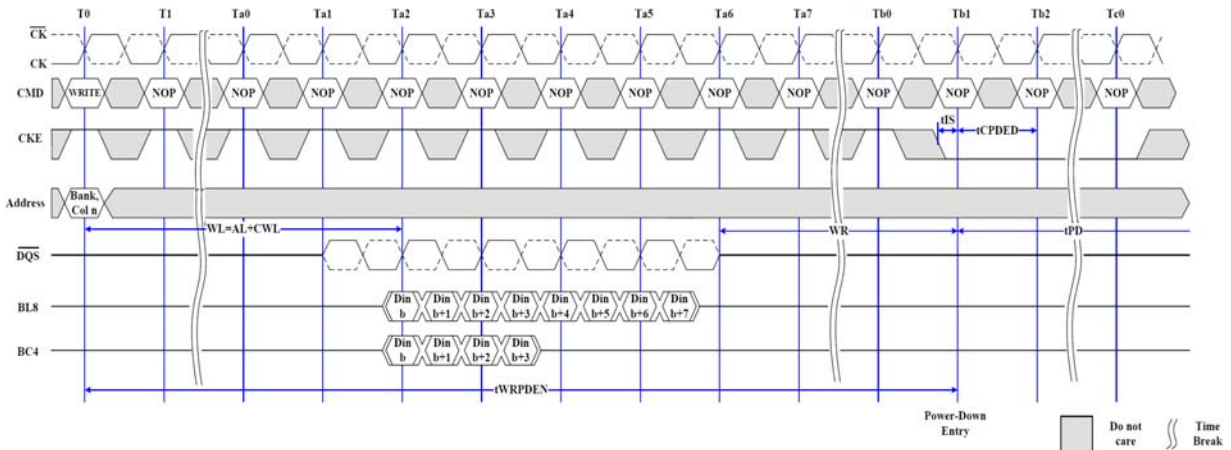 T0 T1 Ta0 Ta1 Ta2 Ta3 Ta4 Ta5 Ta6 Ta7 Tb0 Tb1 Tb2 Tc0
CK
CK
CMD WRITE NOP NOP NOP NOP NOP NOP NOP NOP NOP NOP NOP NOP NOP
tIS
CKE tCPDED
Address Bank, Col n
WL=AL+CWL WR tPD
DQS
BL8 Din b Din b+1 Din b+2 Din b+3 Din b+4 Din b+5 Din b+6 Din b+7
BC4 Din b Din b+1 Din b+2 Din b+3
tWRPDEN
Power-Down Entry
Do not care
Time Break